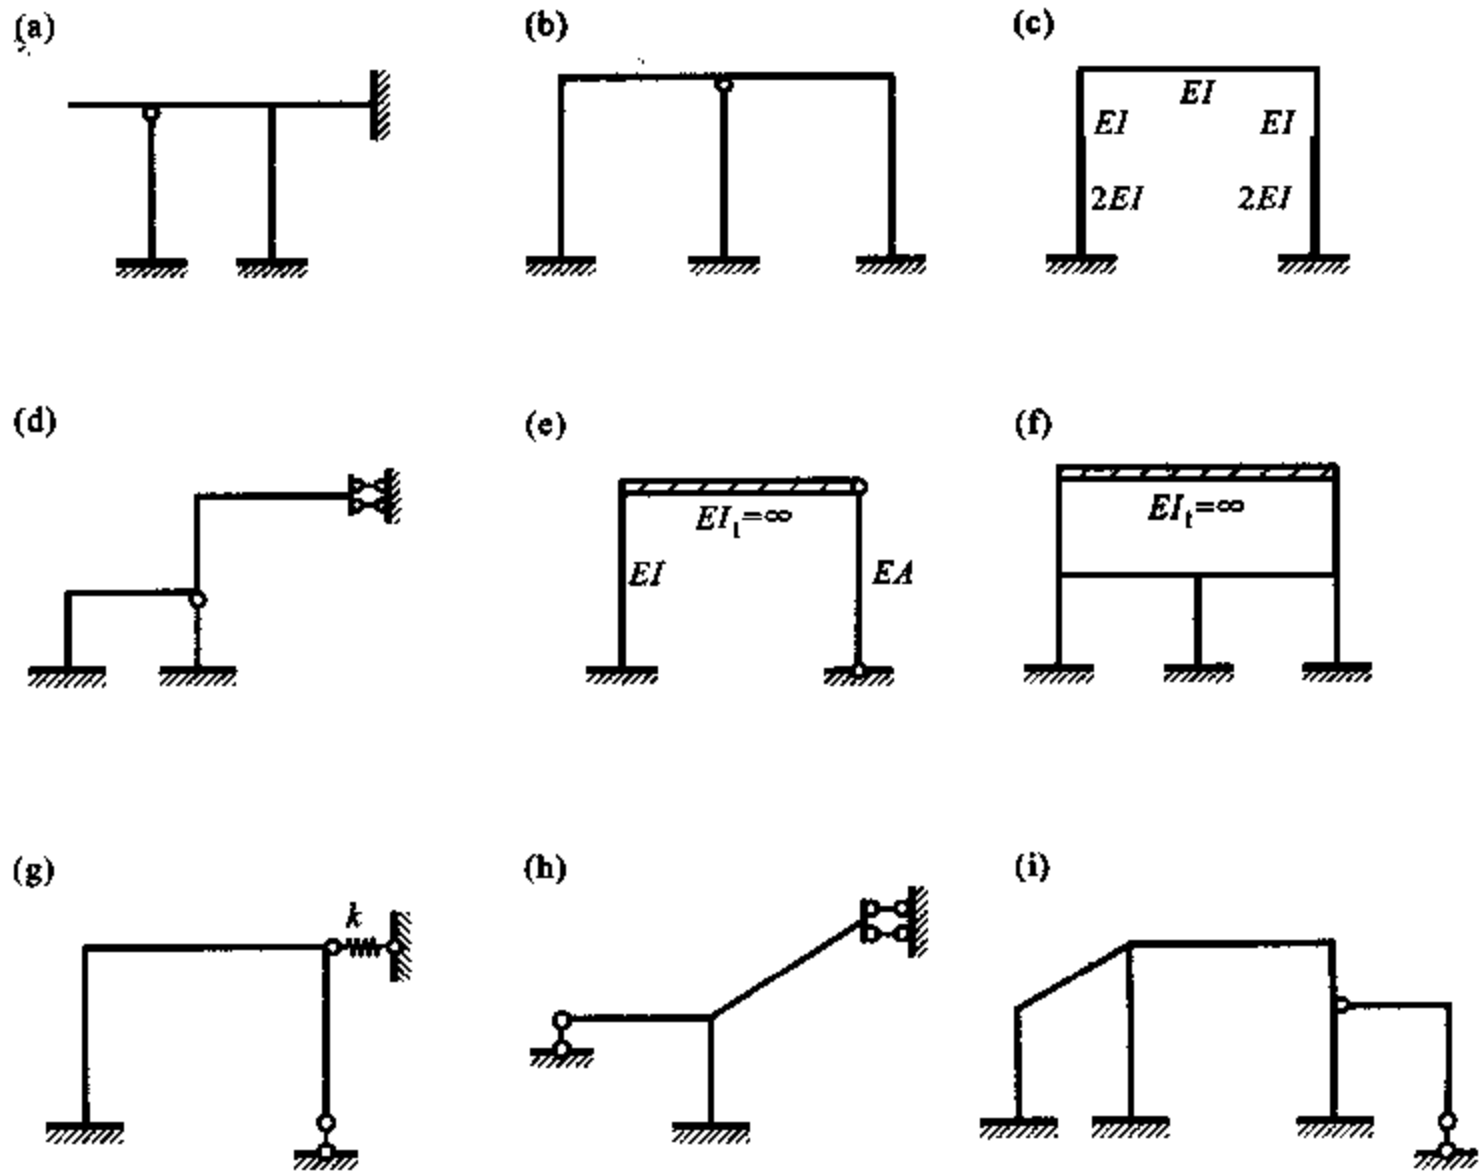 (a)
(b)
(c)
EI
EI
EI
2EI
2EI
(d)
(e)
(f)
EI₁=∞
EI
EA
EI₁=∞
(g)
(h)
(i)
k